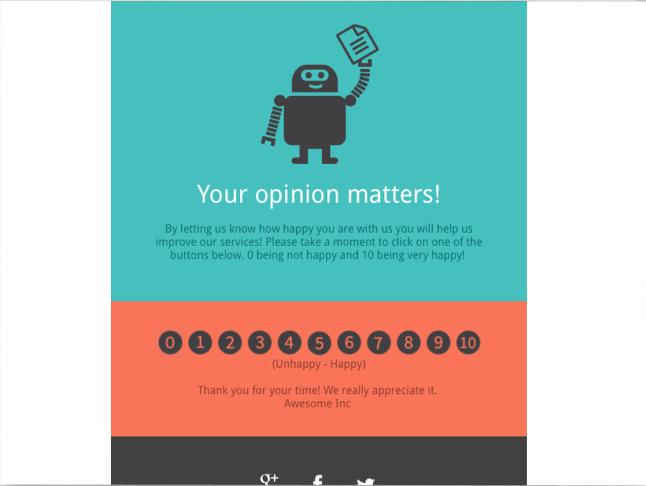 Your opinion matters!
By letting us know how happy you are with us you will help us
improve our services! Please take a moment to click on one of the
buttons below. 0 being not happy and 10 being very happy!
0 1 2 3 4 5 6 7 8 9 10
(Unhappy - Happy)
Thank you for your time! We really appreciate it.
Awesome Inc
g+ f